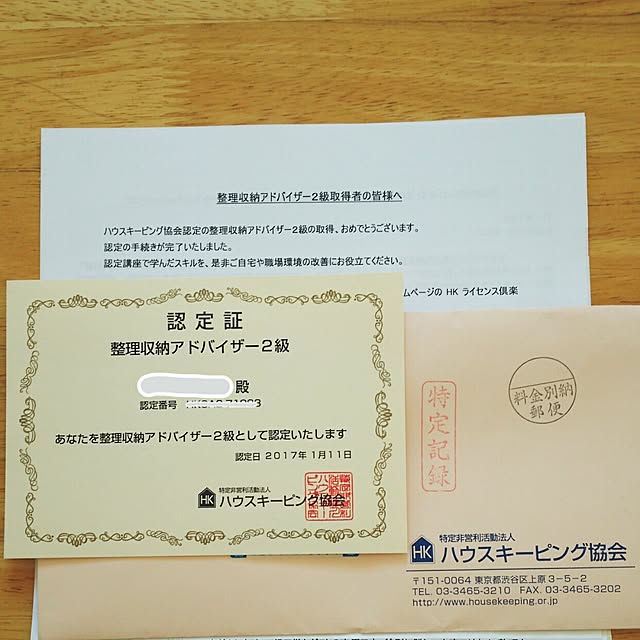 整理収納アドバイザー２級取得者の皆様へ
ハウスキーピング協会認定の整理収納アドバイザー２級の取得、おめでとうございます。
認定の手続きが完了いたしました。
認定講座で学んだスキルを、是非ご自宅や職場環境の改善にお役立てください。
ムページの HK ライセンス倶楽
認定証
整理収納アドバイザー２級
殿
認定番号
あなたを整理収納アドバイザー２級として認定いたします
認定日 2017年 1月11日
特定非営利活動法人
HK ハウスキーピング協会
特定記録
料金別納
郵便
特定非営利活動法人
HK ハウスキーピング協会
〒151-0064 東京都渋谷区上原３−５−２
TEL. 03-3465-3210 FAX. 03-3465-3202
http://www.housekeeping.or.jp